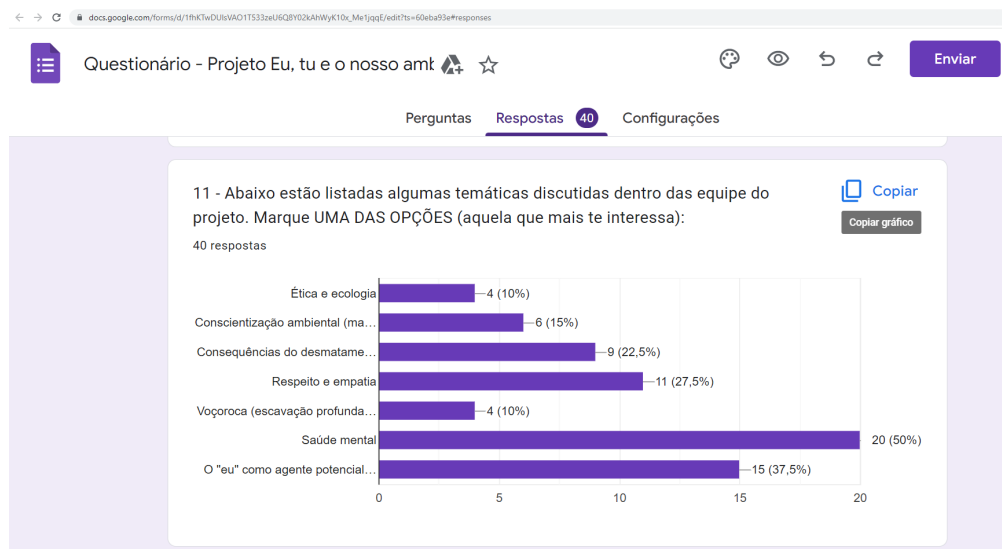 docs.google.com/forms/d/1fhKTwDUlsVAO1T533zeU6Q8Y02kAhWyK10x_Me1jqqE/edit?ts=60eba93e#responses
Questionário - Projeto Eu, tu e o nosso amb
Enviar
Perguntas Respostas 40 Configurações
11 - Abaixo estão listadas algumas temáticas discutidas dentro das equipe do
projeto. Marque UMA DAS OPÇÕES (aquela que mais te interessa):
40 respostas
Copiar
Copiar gráfico
Ética e ecologia 4 (10%)
Conscientização ambiental (ma... 6 (15%)
Consequências do desmatame... 9 (22,5%)
Respeito e empatia 11 (27,5%)
Voçoroca (escavação profunda... 4 (10%)
Saúde mental 20 (50%)
O "eu" como agente potencial... 15 (37,5%)
0 5 10 15 20